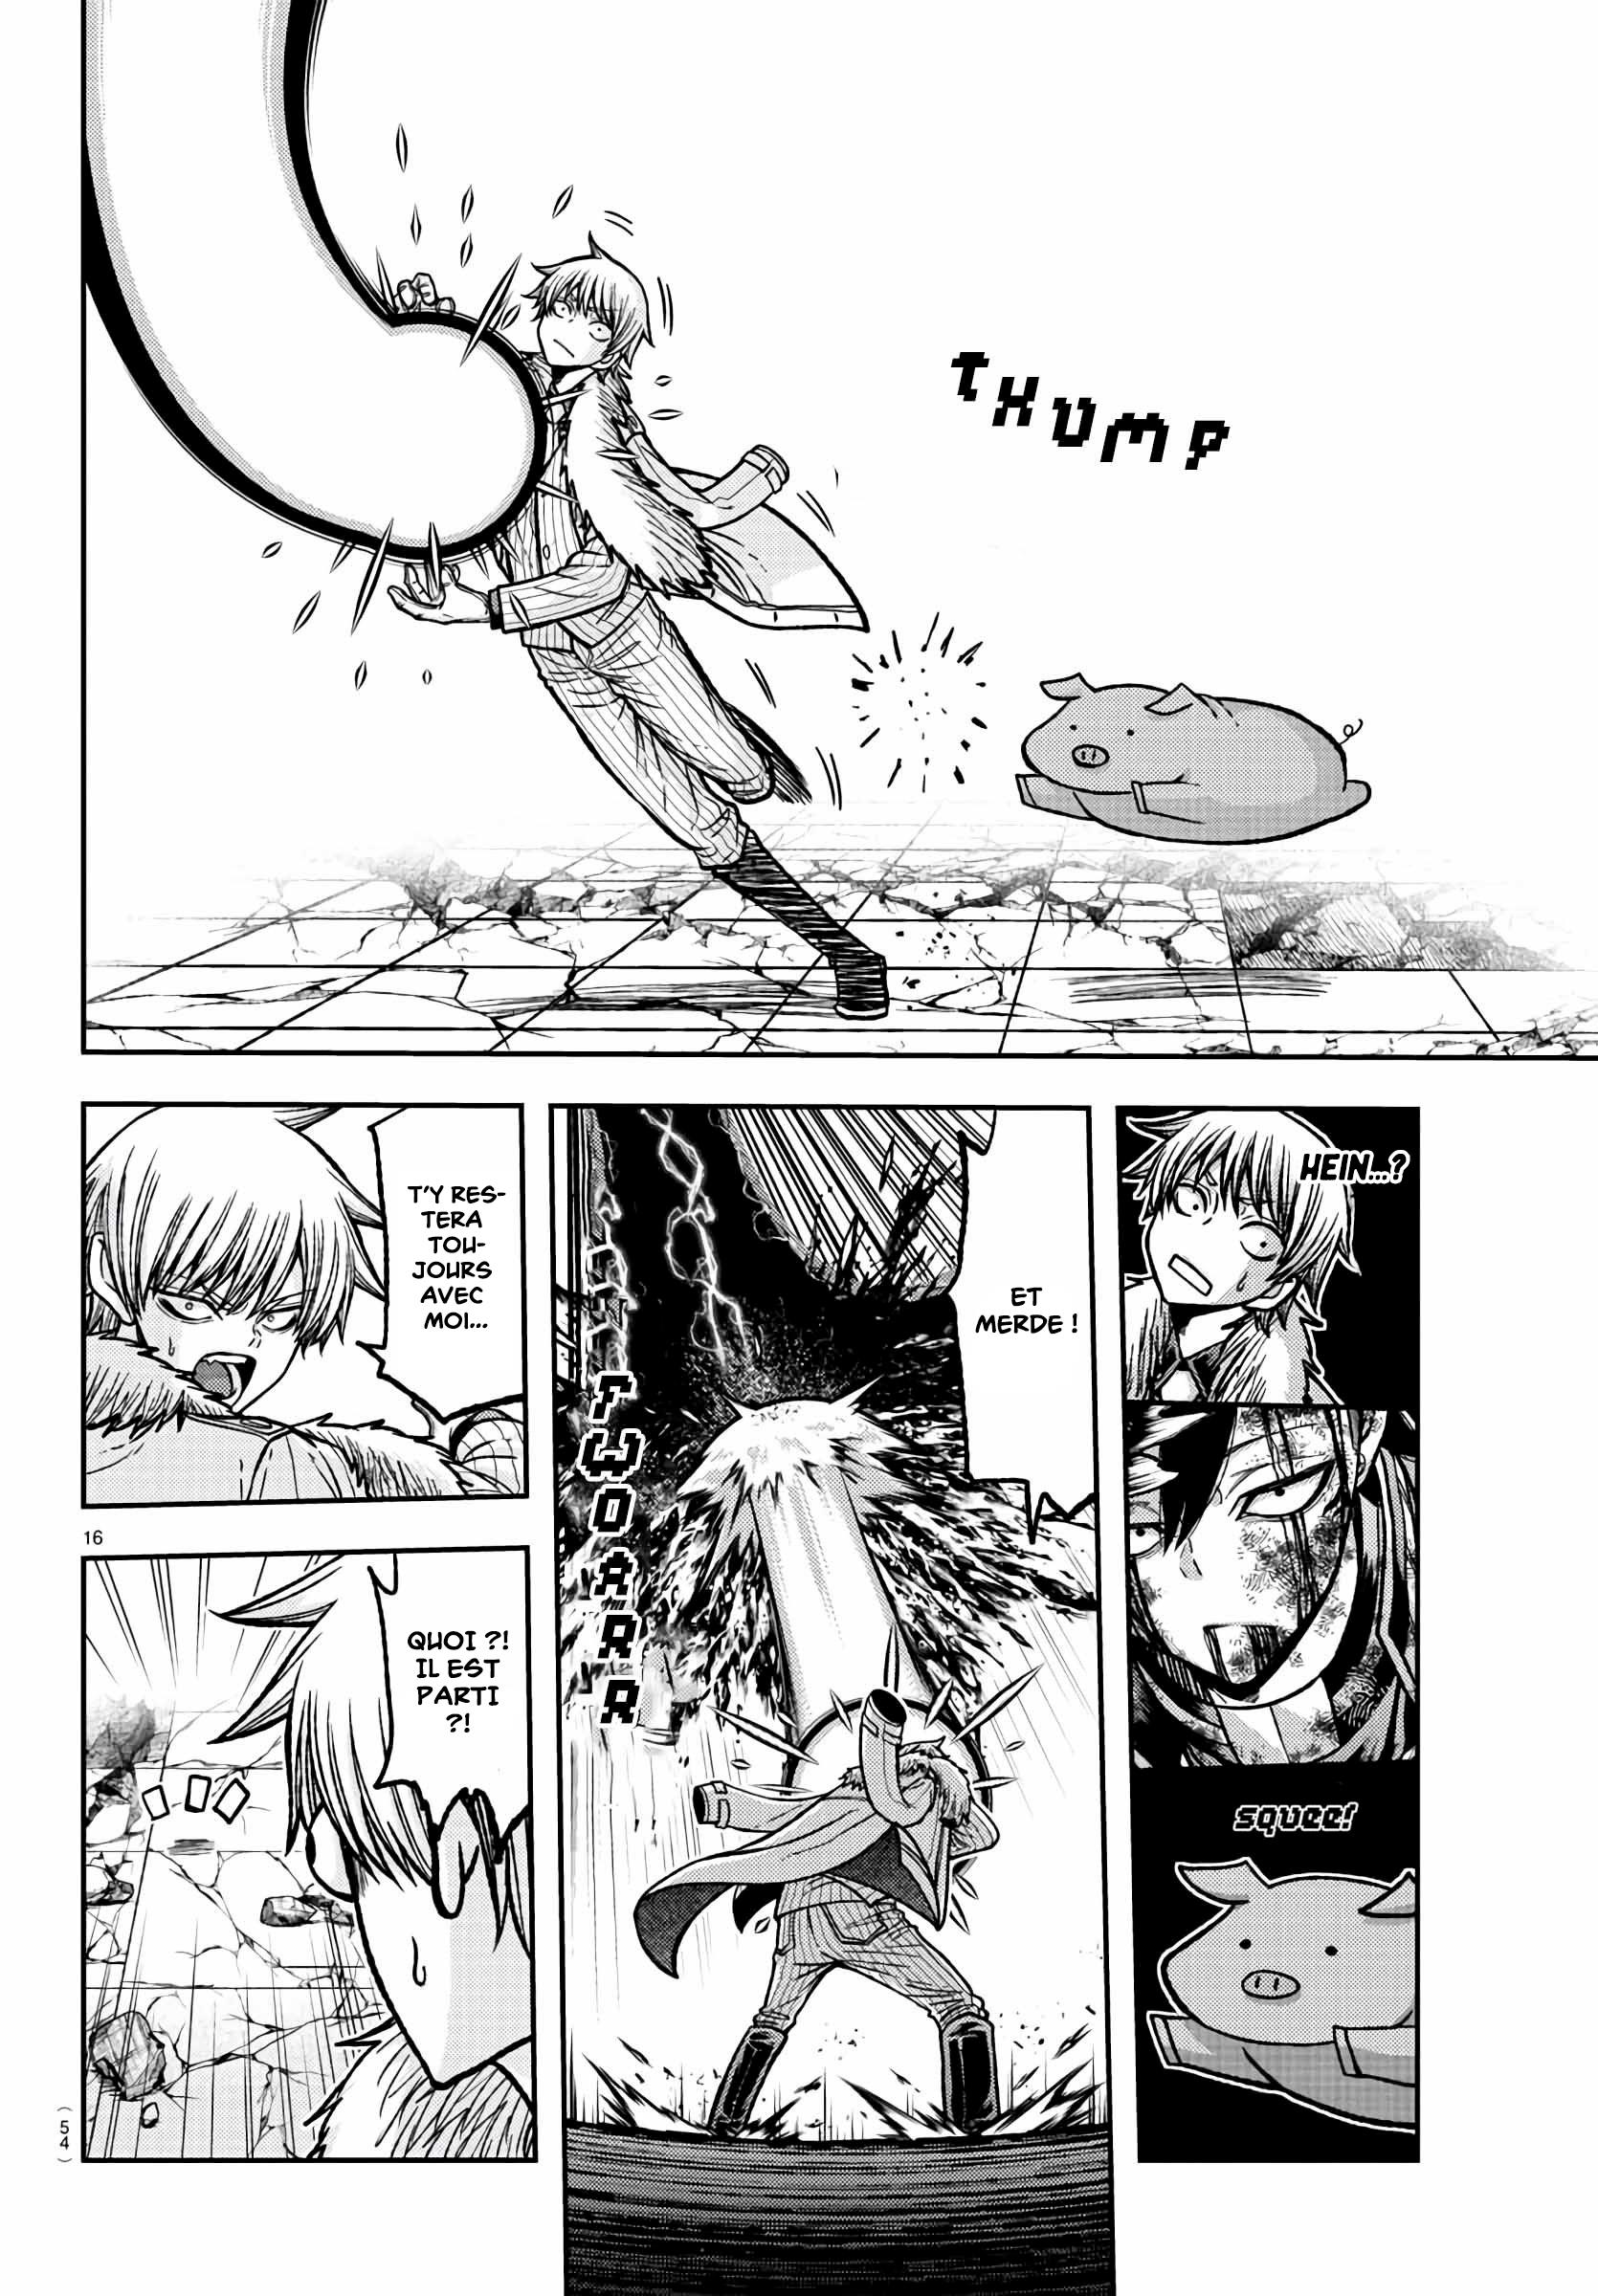 THUMP
HEIN...?
squee!
ET
MERDE !
FWOARRR
T'Y RES-
TERA
TOU-
JOURS
AVEC
MOI...
16
QUOI ?!
IL EST
PARTI
?!
(54)